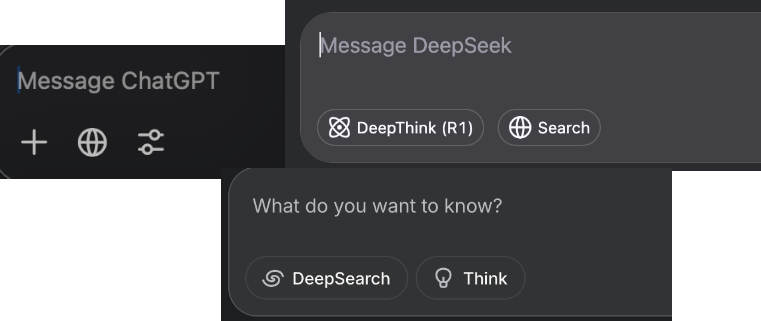 Message ChatGPT
Message DeepSeek
DeepThink (R1)
Search
What do you want to know?
DeepSearch
Think